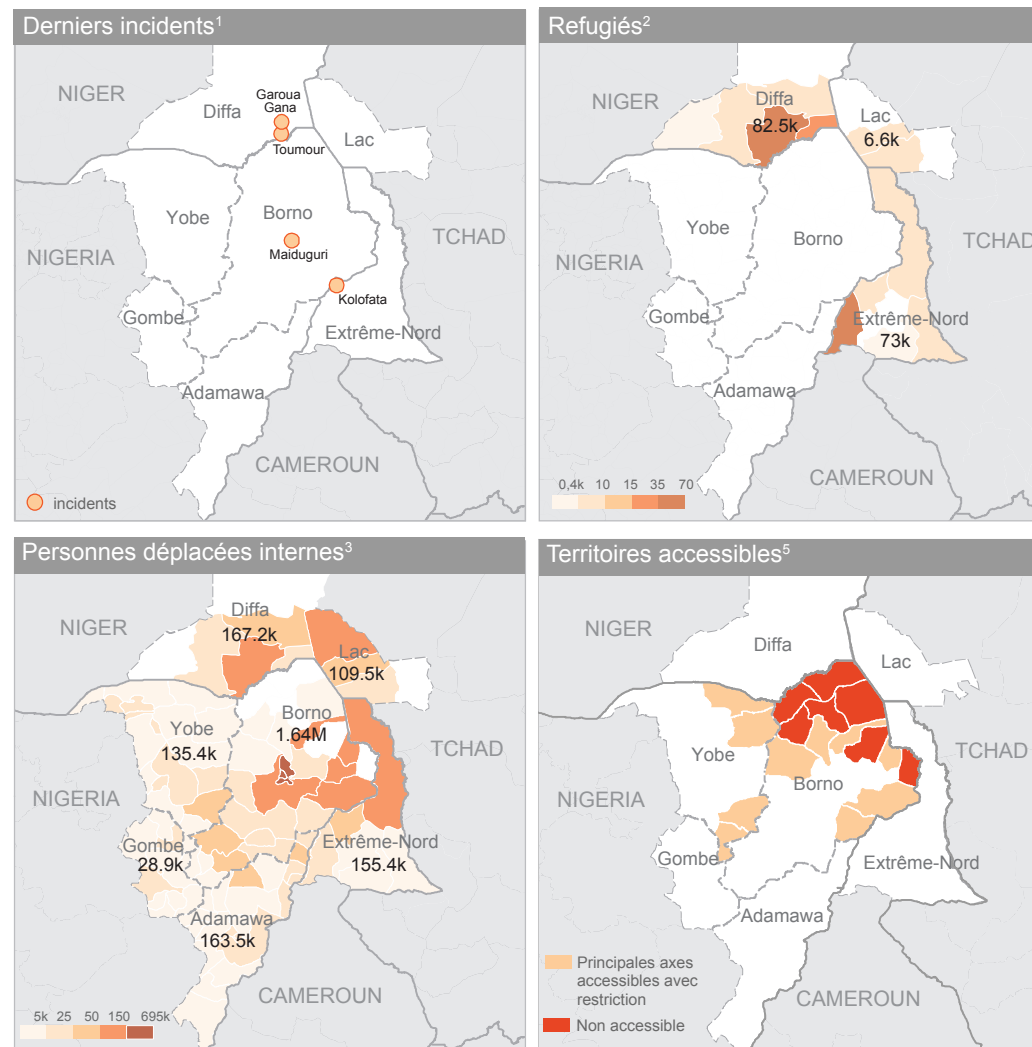 Derniers incidents¹
NIGER
Diffa
Garoua
Gana
Toumour
Lac
Yobe
Borno
Maiduguri
TCHAD
NIGERIA
Kolofata
Gombe
Extrême-Nord
Adamawa
CAMEROUN
incidents
Refugiés²
NIGER
Diffa
82.5k
Lac
6.6k
Yobe
Borno
TCHAD
NIGERIA
Gombe
Extrême-Nord
73k
Adamawa
CAMEROUN
0,4k 10 15 35 70
Personnes déplacées internes³
Diffa
167.2k
NIGER
Lac
109.5k
Yobe
135.4k
Borno
1.64M
TCHAD
NIGERIA
Gombe
28.9k
Extrême-Nord
155.4k
Adamawa
163.5k
CAMEROUN
5k 25 50 150 695k
Territoires accessibles⁵
NIGER
Diffa
Lac
Yobe
TCHAD
Borno
NIGERIA
Gombe
Extrême-Nord
Adamawa
Principales axes
accessibles avec
restriction
CAMEROUN
Non accessible